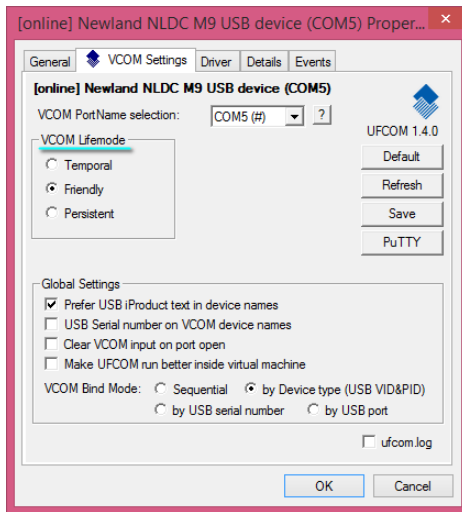 [online] Newland NLDC M9 USB device (COM5) Proper...
General
VCOM Settings
Driver
Details
Events
[online] Newland NLDC M9 USB device (COM5)
VCOM PortName selection:
COM5 (#)
?
UFCOM 1.4.0
VCOM Lifemode
Temporal
Friendly
Persistent
Default
Refresh
Save
PuTTY
Global Settings
Prefer USB iProduct text in device names
USB Serial number on VCOM device names
Clear VCOM input on port open
Make UFCOM run better inside virtual machine
VCOM Bind Mode:
Sequential
by Device type (USB VID&PID)
by USB serial number
by USB port
ufcom.log
OK
Cancel